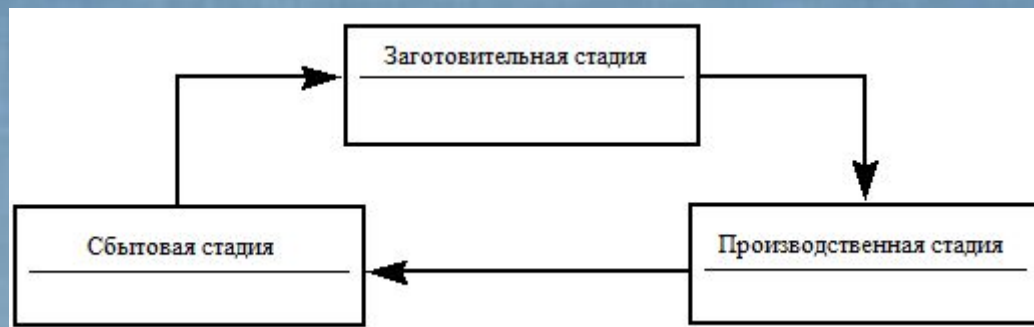 Заготовительная стадия
Сбытовая стадия
Производственная стадия